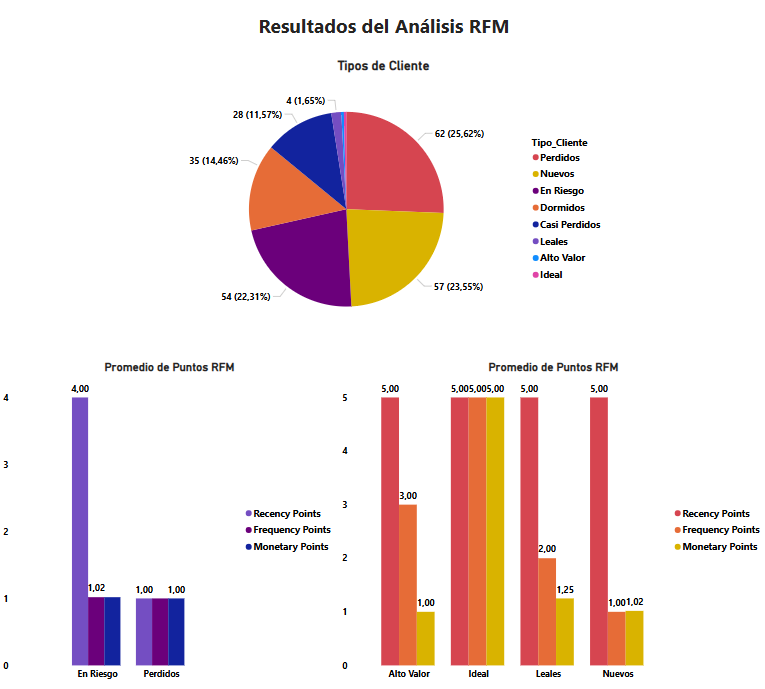 Resultados del Análisis RFM
Tipos de Cliente
4 (1,65%)
28 (11,57%)
62 (25,62%)
35 (14,46%)
54 (22,31%)
57 (23,55%)
Tipo_Cliente
Perdidos
Nuevos
En Riesgo
Dormidos
Casi Perdidos
Leales
Alto Valor
Ideal
Promedio de Puntos RFM
4,00
4
3
2
1
0
1,02
1,00
1,00
En Riesgo
Perdidos
Recency Points
Frequency Points
Monetary Points
Promedio de Puntos RFM
5,00
5,00
5,00
5,00
5,00
5,00
5
4
3
2
1
0
3,00
1,00
2,00
1,25
1,00
1,02
Alto Valor
Ideal
Leales
Nuevos
Recency Points
Frequency Points
Monetary Points